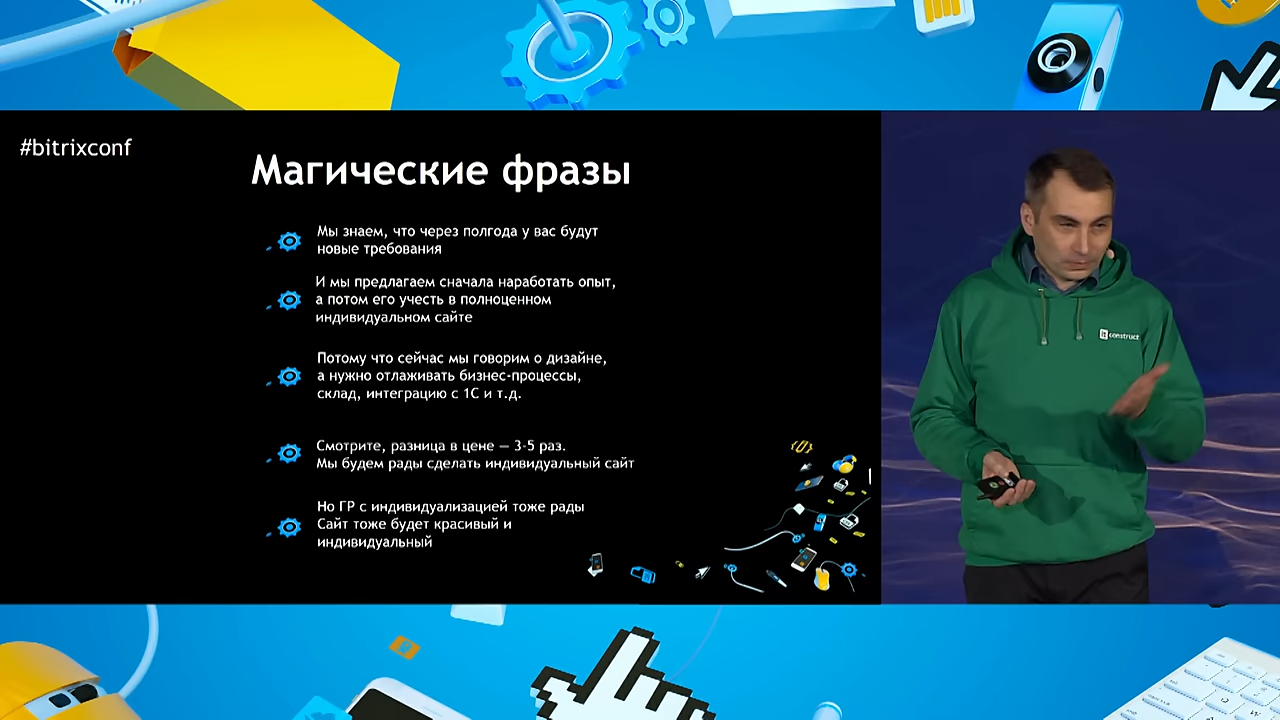 #bitrixconf
Магические фразы
Мы знаем, что через полгода у вас будут
новые требования
И мы предлагаем сначала наработать опыт,
а потом его учесть в полноценном
индивидуальном сайте
Потому что сейчас мы говорим о дизайне,
а нужно отлаживать бизнес-процессы,
склад, интеграцию с 1С и т.д.
Смотрите, разница в цене — 3-5 раз.
Мы будем рады сделать индивидуальный сайт
Но ГР с индивидуализацией тоже рады
Сайт тоже будет красивый и
индивидуальный
it construct